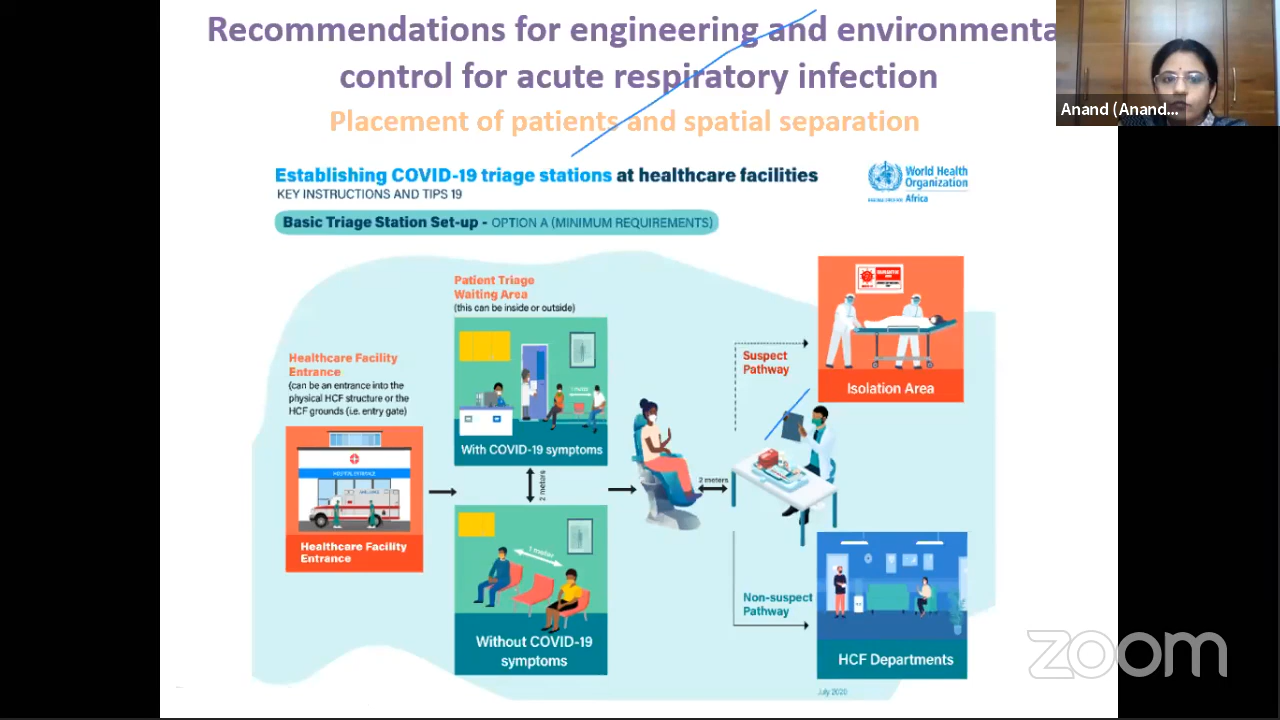 Recommendations for engineering and environmenta
control for acute respiratory infection
Placement of patients and spatial separation
Anand (Anand...
Establishing COVID-19 triage stations at healthcare facilities
KEY INSTRUCTIONS AND TIPS 19
World Health
Organization
Africa
Basic Triage Station Set-up - OPTION A (MINIMUM REQUIREMENTS)
Patient Triage
Waiting Area
(this can be inside or outside)
Healthcare Facility
Entrance
(can be an entrance into the
physical HCF structure or the
HCF grounds (i.e. entry gate)
HOSPITAL ENTRANCE
AMBULANCE
Healthcare Facility
Entrance
With COVID-19 symptoms
2 meters
1 meter
Without COVID-19
symptoms
2 meters
Suspect
Pathway
Isolation Area
Non-suspect
Pathway
HCF Departments
July 2020
zoom